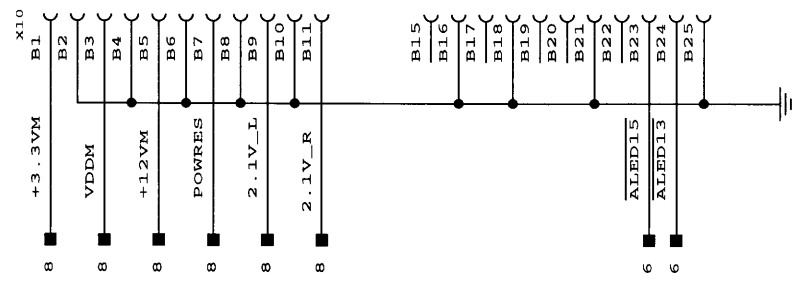 X10
B1
B2
B3
B4
B5
B6
B7
B8
B9
B10
B11
B15
B16
B17
B18
B19
B20
B21
B22
B23
B24
B25
+3.3VM
VDDM
+12VM
POWRES
2.1V_L
2.1V_R
ALED15
ALED13
8
8
8
8
8
8
6
6